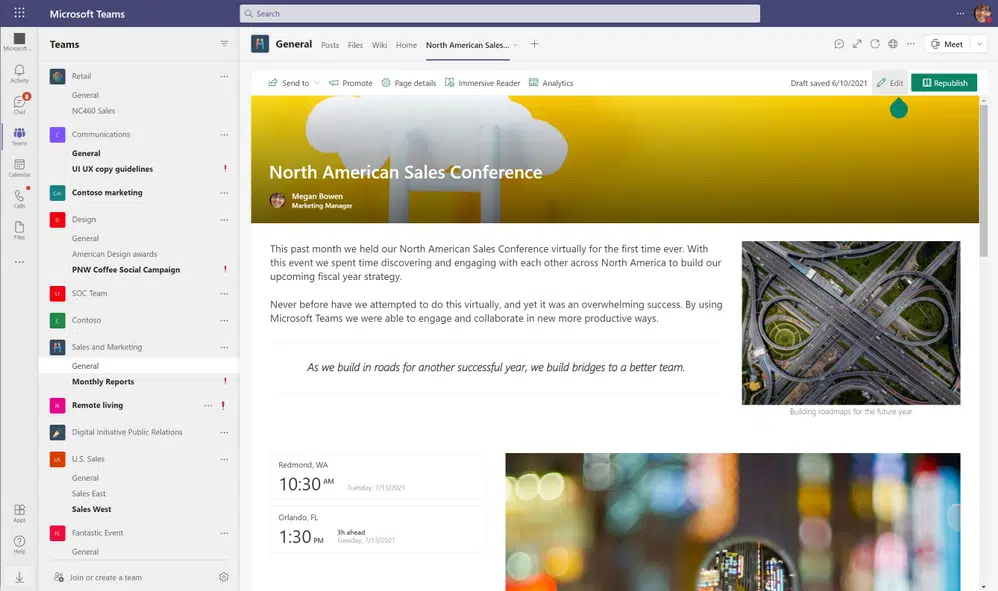 Microsoft Teams
Search
Microsoft ...
Activity
Chat
8
Teams
Calendar
Calls
Files
Apps
Help
Teams
Retail
General
NC460 Sales
C
Communications
General
UI UX copy guidelines
Contoso marketing
D
Design
General
American Design awards
PNW Coffee Social Campaign
ST
SOC Team
C
Contoso
Sales and Marketing
General
Monthly Reports
Remote living
Digital Initiative Public Relations
US
U.S. Sales
General
Sales East
Sales West
FE
Fantastic Event
General
Join or create a team
General
Posts
Files
Wiki
Home
North American Sales...
Meet
Send to
Promote
Page details
Immersive Reader
Analytics
Draft saved 6/10/2021
Edit
Republish
North American Sales Conference
Megan Bowen
Marketing Manager
This past month we held our North American Sales Conference virtually for the first time ever. With
this event we spent time discovering and engaging with each other across North America to build our
upcoming fiscal year strategy.
Never before have we attempted to do this virtually, and yet it was an overwhelming success. By using
Microsoft Teams we were able to engage and collaborate in new more productive ways.
As we build in roads for another successful year, we build bridges to a better team.
Building roadmaps for the future year
Redmond, WA
10:30 AM
Tuesday, 7/13/2021
Orlando, FL
1:30 PM
3h ahead
Tuesday, 7/13/2021